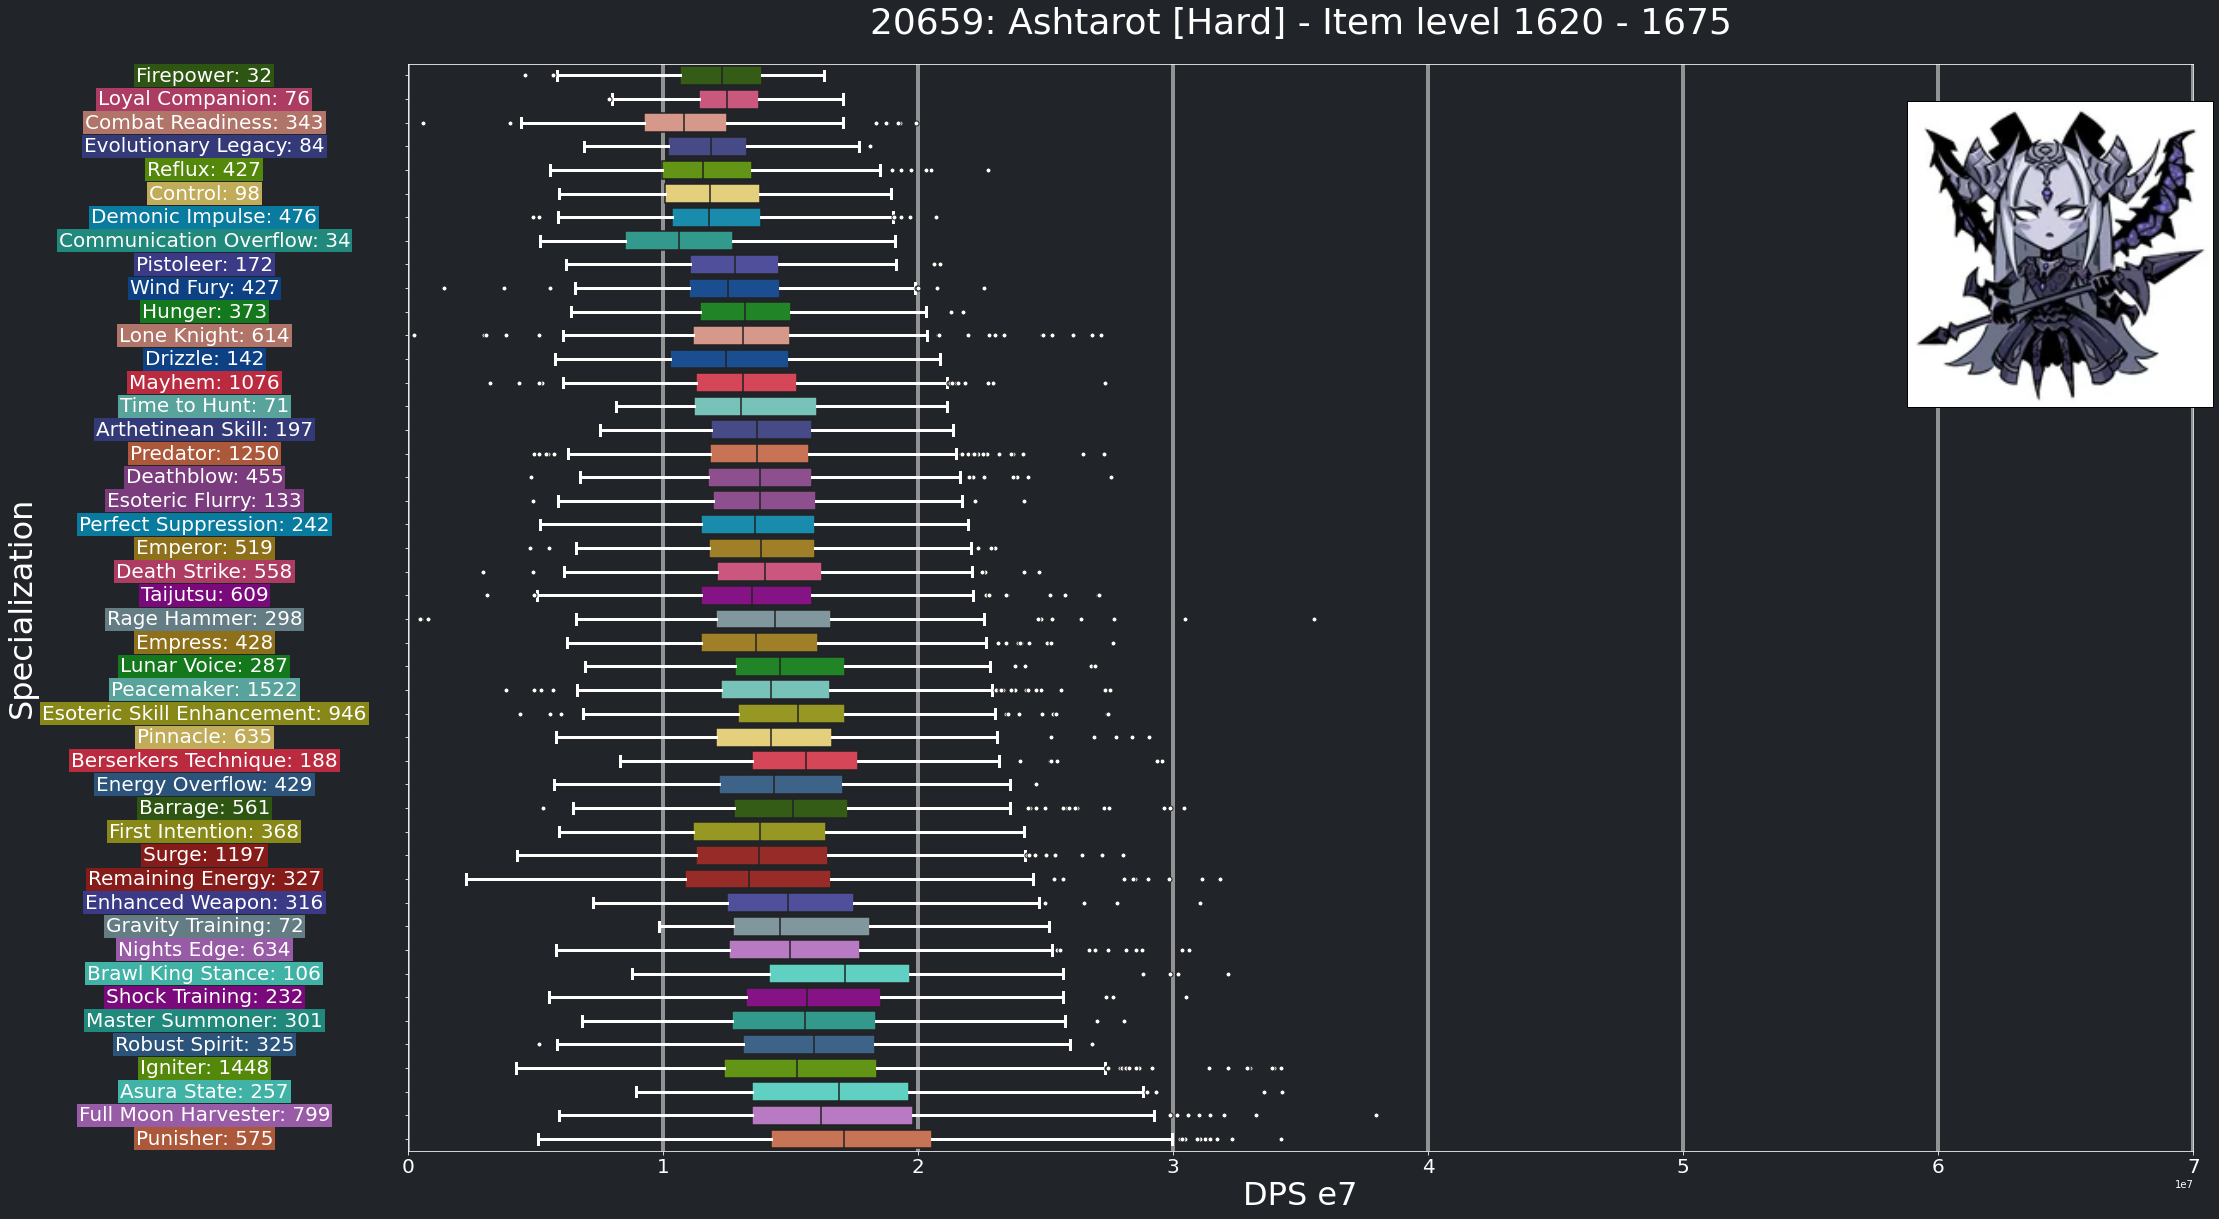 20659: Ashtarot [Hard] - Item level 1620 - 1675
Specialization
Firepower: 32
Loyal Companion: 76
Combat Readiness: 343
Evolutionary Legacy: 84
Reflux: 427
Control: 98
Demonic Impulse: 476
Communication Overflow: 34
Pistoleer: 172
Wind Fury: 427
Hunger: 373
Lone Knight: 614
Drizzle: 142
Mayhem: 1076
Time to Hunt: 71
Arthetinean Skill: 197
Predator: 1250
Deathblow: 455
Esoteric Flurry: 133
Perfect Suppression: 242
Emperor: 519
Death Strike: 558
Taijutsu: 609
Rage Hammer: 298
Empress: 428
Lunar Voice: 287
Peacemaker: 1522
Esoteric Skill Enhancement: 946
Pinnacle: 635
Berserkers Technique: 188
Energy Overflow: 429
Barrage: 561
First Intention: 368
Surge: 1197
Remaining Energy: 327
Enhanced Weapon: 316
Gravity Training: 72
Nights Edge: 634
Brawl King Stance: 106
Shock Training: 232
Master Summoner: 301
Robust Spirit: 325
Igniter: 1448
Asura State: 257
Full Moon Harvester: 799
Punisher: 575
0 1 2 3 4 5 6 7
DPS e7
1e7